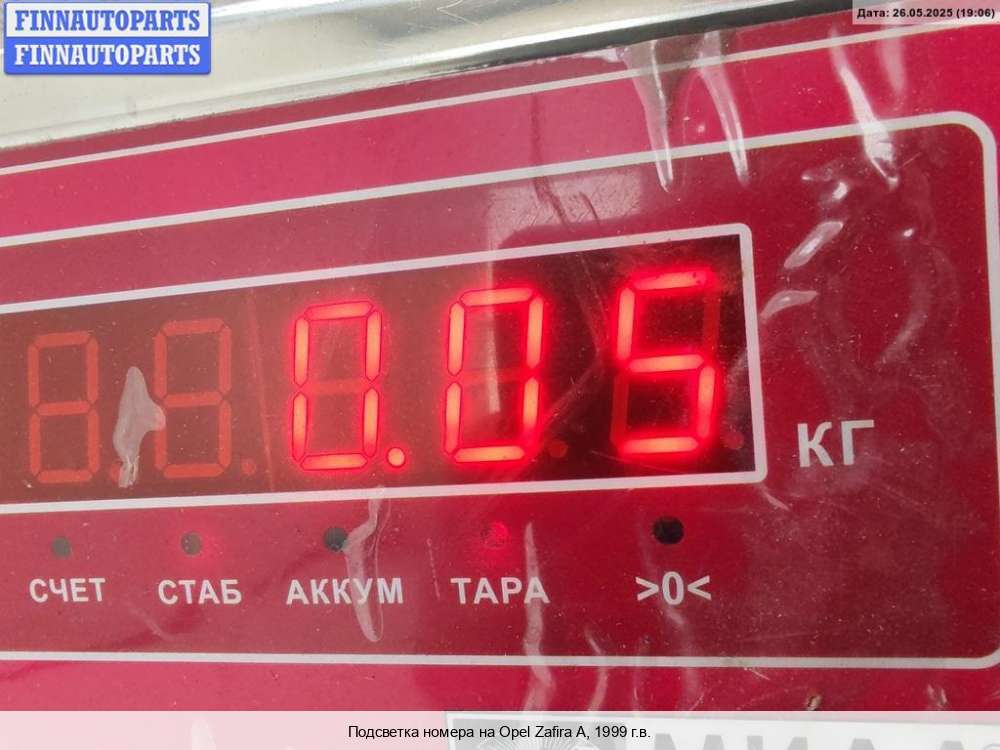 FINNAUTOPARTS
FINNAUTOPARTS
Дата: 26.05.2025 (19:06)
0.05
КГ
СЧЕТ СТАБ АККУМ ТАРА >0<
Подсветка номера на Opel Zafira A, 1999 г.в.